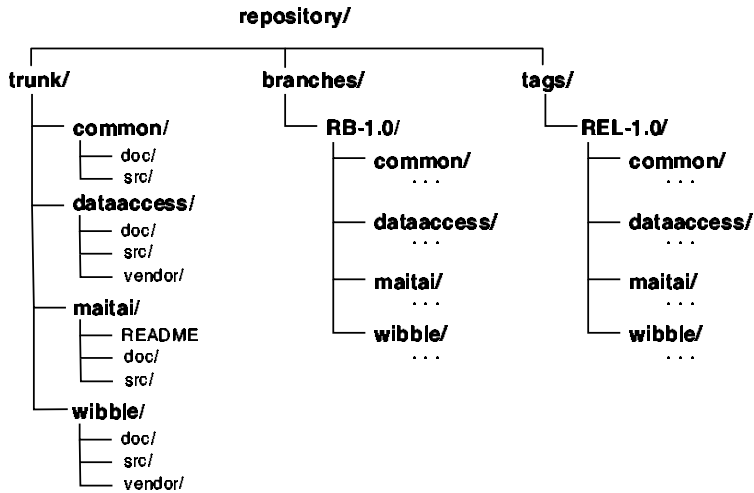 repository/
trunk/
branches/
tags/
common/
doc/
src/
dataaccess/
doc/
src/
vendor/
maitai/
README
doc/
src/
wibble/
doc/
src/
vendor/
RB-1.0/
common/
. . .
dataaccess/
. . .
maitai/
. . .
wibble/
. . .
REL-1.0/
common/
. . .
dataaccess/
. . .
maitai/
. . .
wibble/
. . .